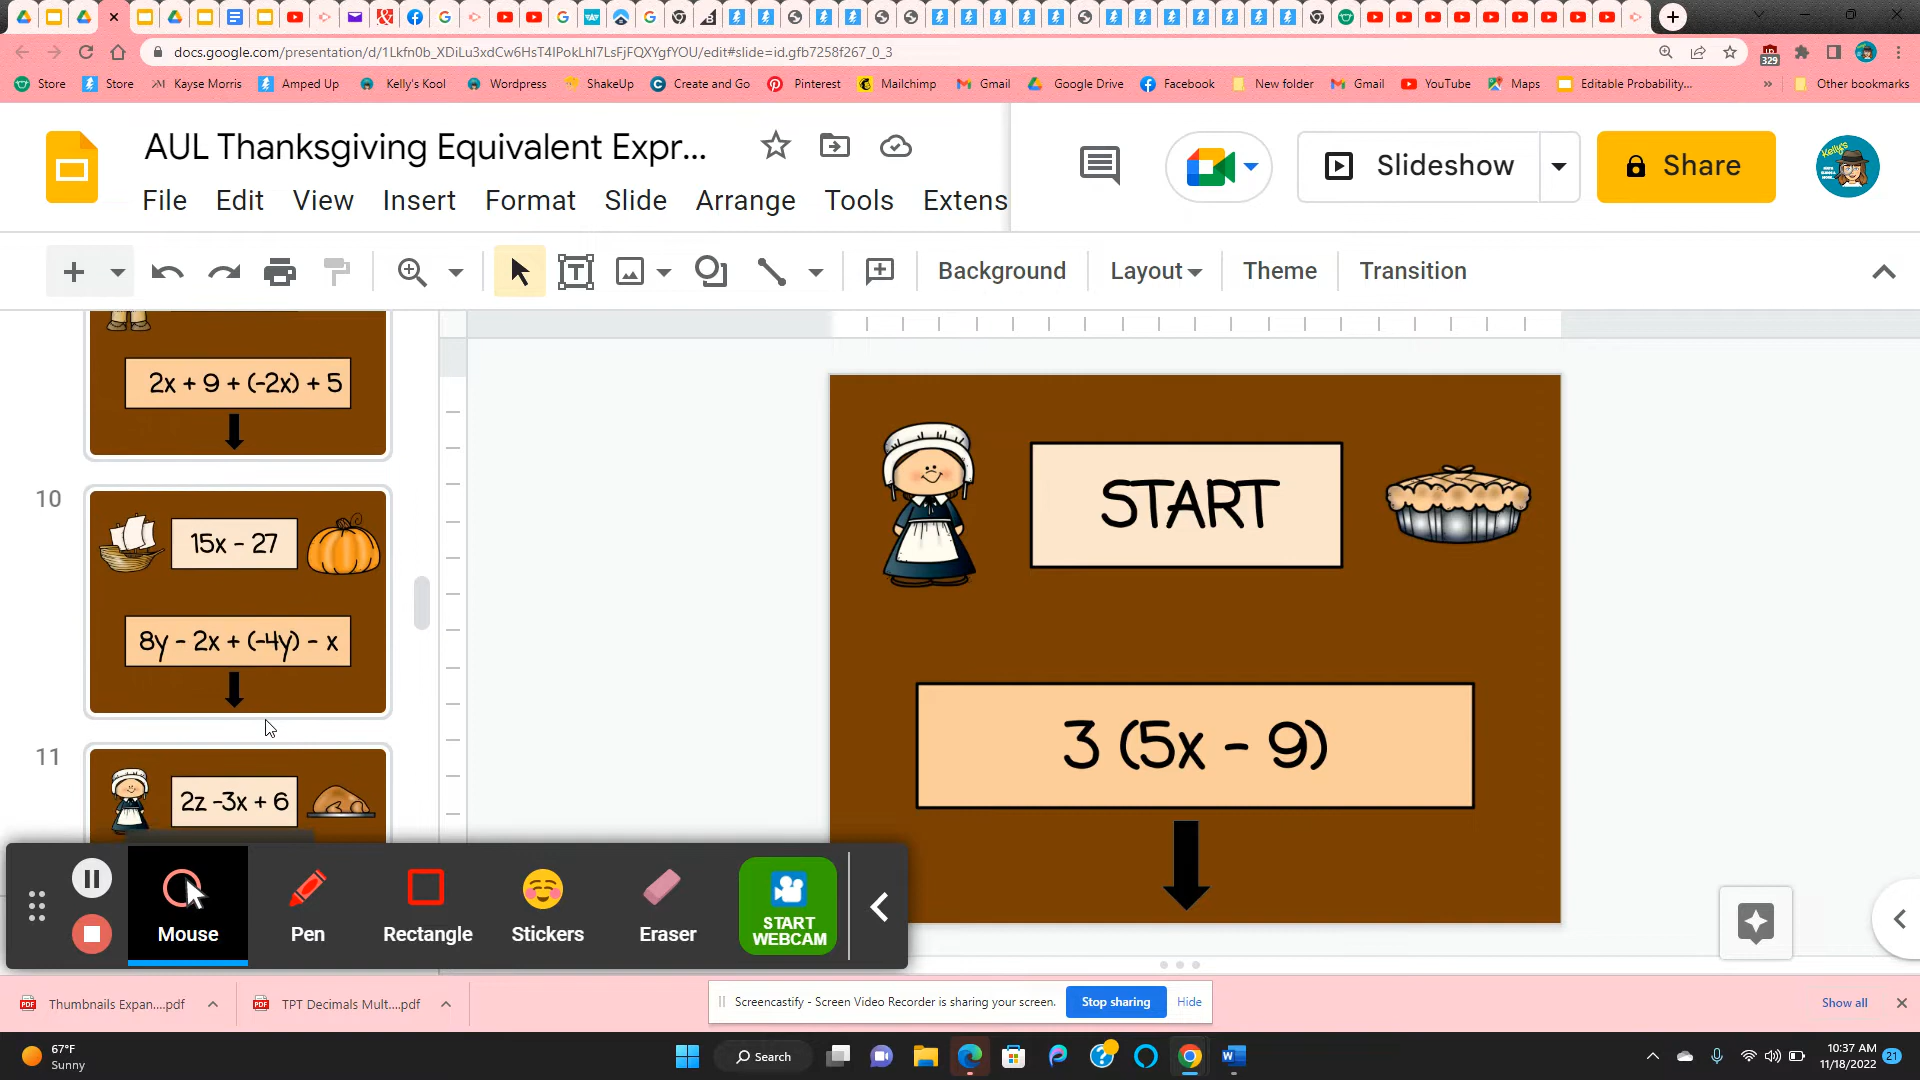 docs.google.com/presentation/d/1Lkfn0b_XDiLu3xdCw6HsT4IPokLhI7LsFjFQXYgfYOU/edit#slide=id.gfb7258f267_0_3
329
Store Store Kayse Morris Amped Up Kelly's Kool Wordpress ShakeUp Create and Go Pinterest Mailchimp Gmail Google Drive Facebook New folder Gmail YouTube Maps Editable Probability... » Other bookmarks
AUL Thanksgiving Equivalent Expr...
Slideshow Share
File Edit View Insert Format Slide Arrange Tools Extens
Background Layout Theme Transition
2x + 9 + (-2x) + 5
10
15x - 27
8y - 2x + (-4y) - x
11
2z -3x + 6
START
3 (5x - 9)
Mouse Pen Rectangle Stickers Eraser START WEBCAM
Thumbnails Expan....pdf TPT Decimals Mult....pdf
Screencastify - Screen Video Recorder is sharing your screen. Stop sharing Hide
Show all
67°F
Sunny
Search
10:37 AM
11/18/2022
21